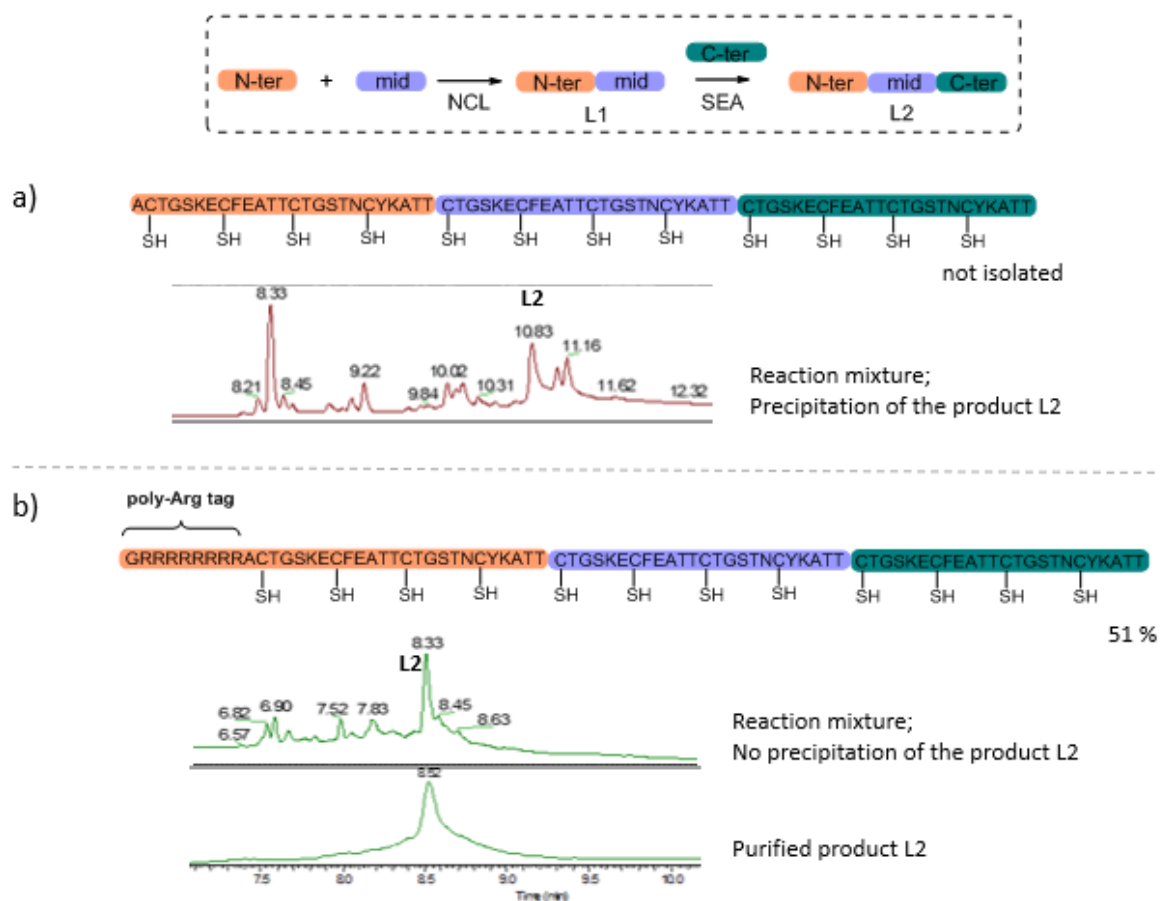 C-ter
N-ter + mid NCL N-ter mid SEA N-ter mid C-ter
L1 L2
a)
ACTGSKECFEATTCTGSTNCYKATT CTGSKECFEATTCTGSTNCYKATT CTGSKECFEATTCTGSTNCYKATT
SH SH SH SH SH SH SH SH SH SH SH SH
not isolated
8.33 L2
10.83
11.16
8.21 8.45 9.22 9.84 10.02 10.31 11.62 12.32
Reaction mixture;
Precipitation of the product L2
b)
poly-Arg tag
GRRRRRRRRACTGSKECFEATTCTGSTNCYKATT CTGSKECFEATTCTGSTNCYKATT CTGSKECFEATTCTGSTNCYKATT
SH SH SH SH SH SH SH SH SH SH SH SH
51 %
8.33
L2
6.57 6.82 6.90 7.52 7.83 8.45 8.63
Reaction mixture;
No precipitation of the product L2
8.52
Purified product L2
7.5 8.0 8.5 9.0 9.5 10.0
Time (min)